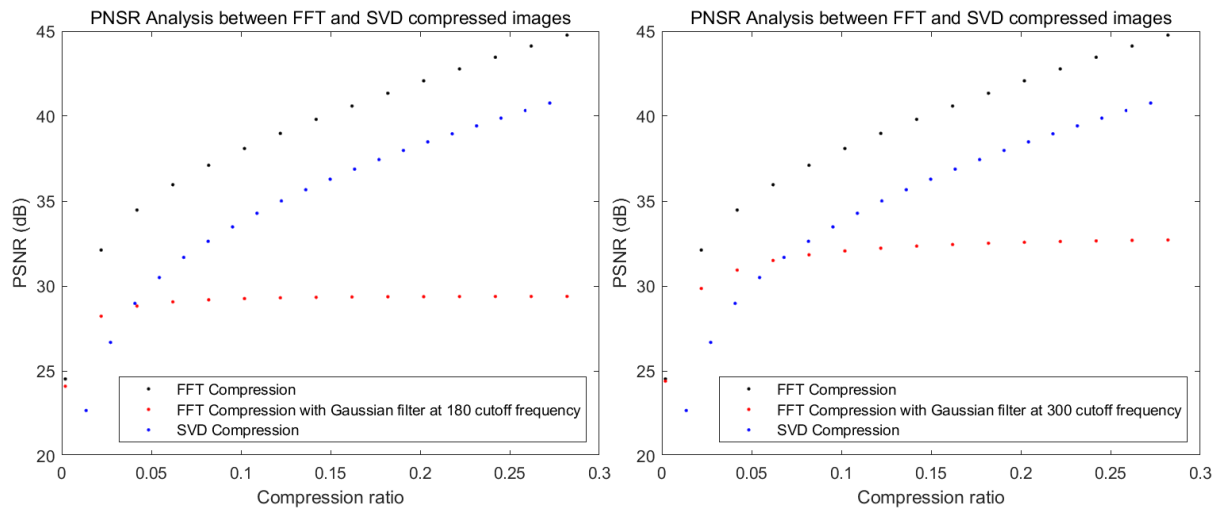 PNSR Analysis between FFT and SVD compressed images
45
40
35
30
25
20
PSNR (dB)
FFT Compression
FFT Compression with Gaussian filter at 180 cutoff frequency
SVD Compression
0 0.05 0.1 0.15 0.2 0.25 0.3
Compression ratio
PNSR Analysis between FFT and SVD compressed images
45
40
35
30
25
20
PSNR (dB)
FFT Compression
FFT Compression with Gaussian filter at 300 cutoff frequency
SVD Compression
0 0.05 0.1 0.15 0.2 0.25 0.3
Compression ratio